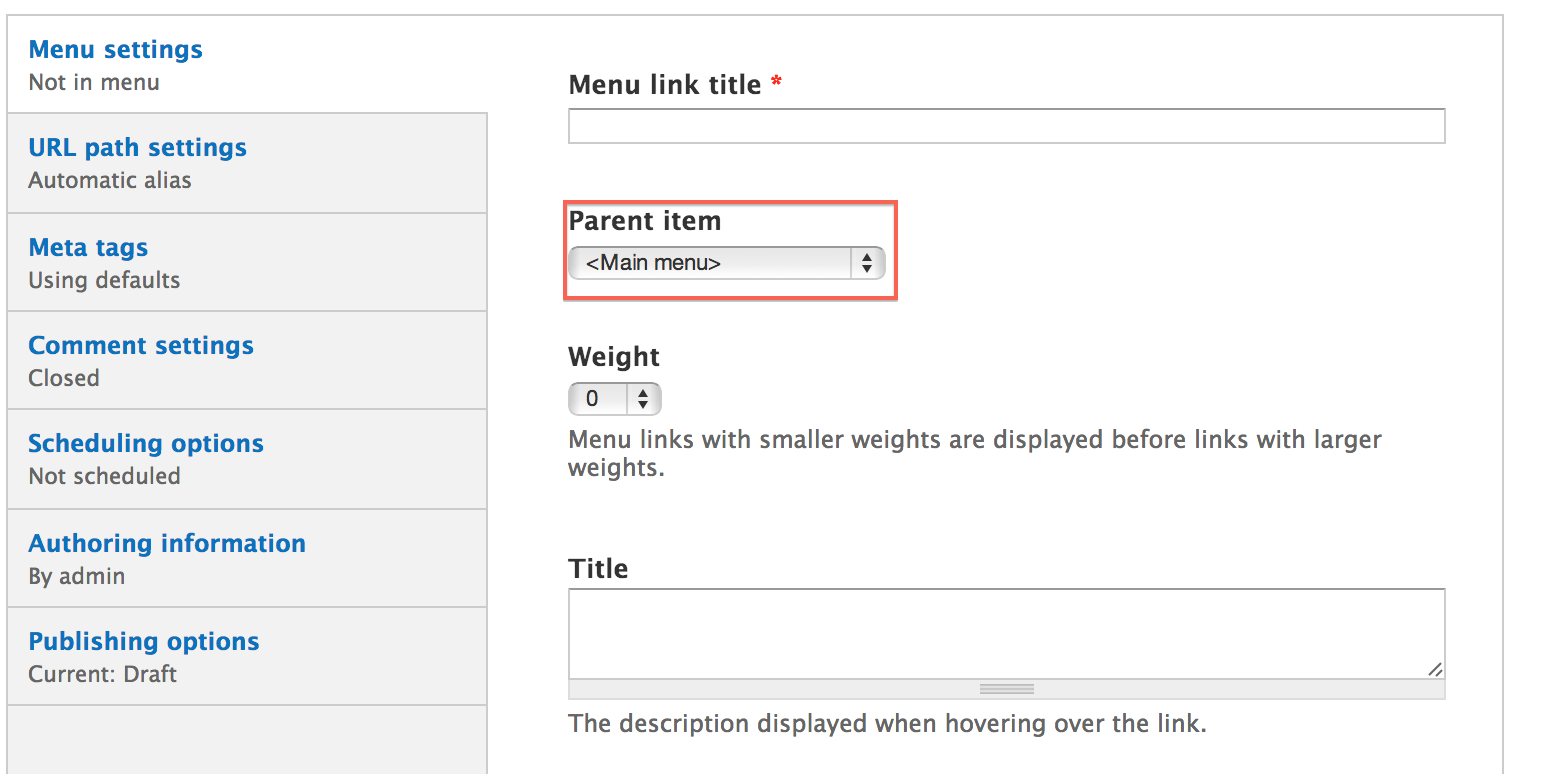 Menu settings
Not in menu
URL path settings
Automatic alias
Meta tags
Using defaults
Comment settings
Closed
Scheduling options
Not scheduled
Authoring information
By admin
Publishing options
Current: Draft
Menu link title *
Parent item
<Main menu>
Weight
0
Menu links with smaller weights are displayed before links with larger
weights.
Title
The description displayed when hovering over the link.